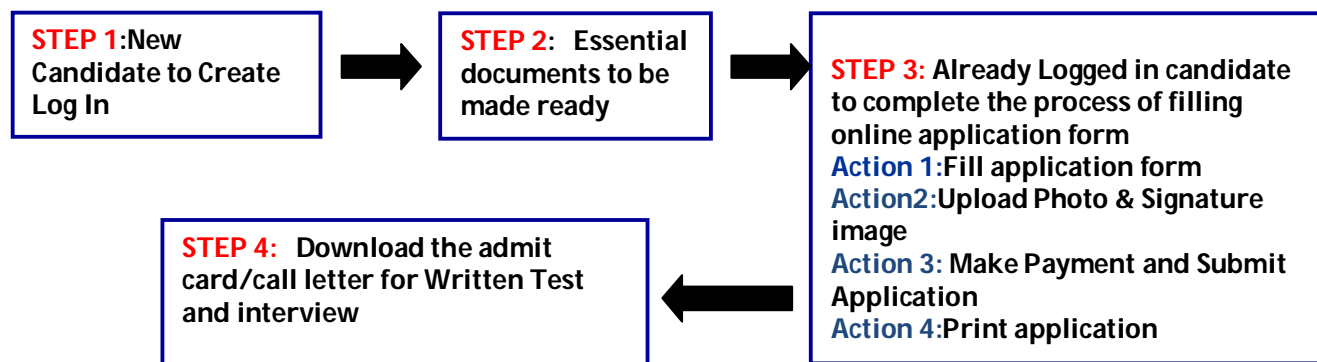 STEP 1:New
Candidate to Create
Log In
STEP 2: Essential
documents to be
made ready
STEP 3: Already Logged in candidate
to complete the process of filling
online application form
Action 1:Fill application form
Action2:Upload Photo & Signature
image
Action 3: Make Payment and Submit
Application
Action 4:Print application
STEP 4: Download the admit
card/call letter for Written Test
and interview